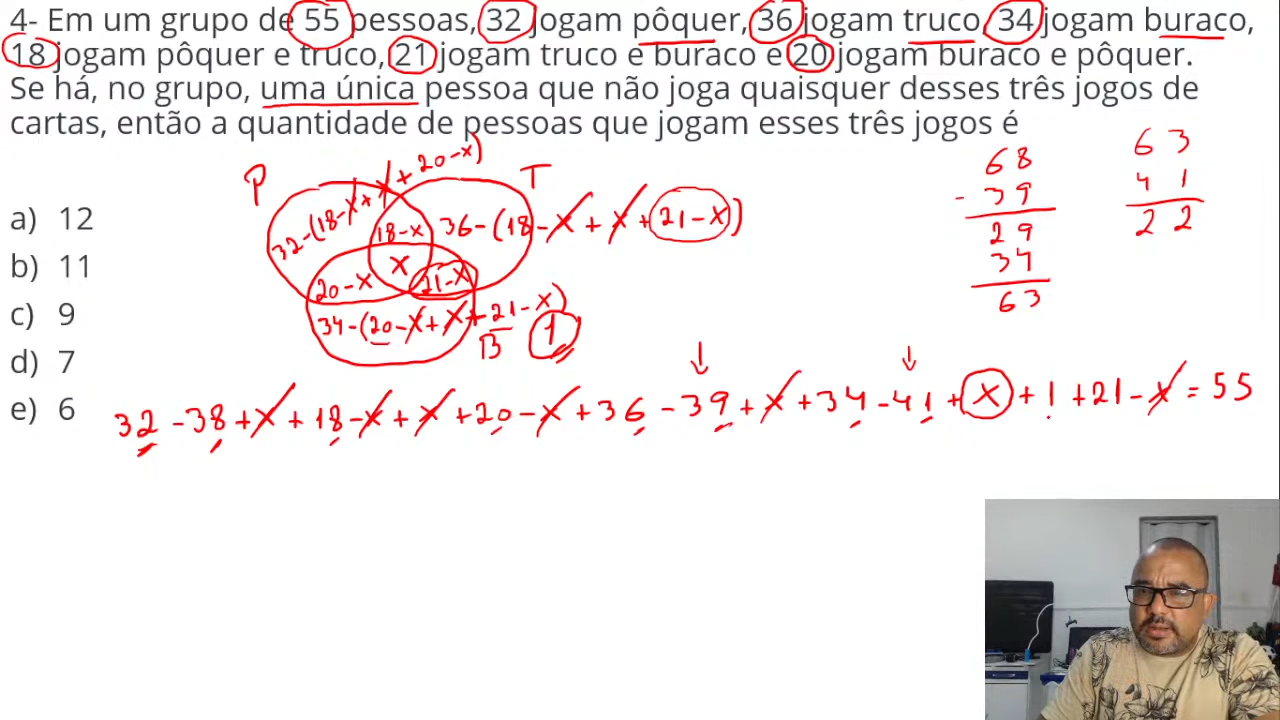 4- Em um grupo de 55 pessoas, 32 jogam pôquer, 36 jogam truco, 34 jogam buraco,
18 jogam pôquer e truco, 21 jogam truco e buraco e 20 jogam buraco e pôquer.
Se há, no grupo, uma única pessoa que não joga quaisquer desses três jogos de
cartas, então a quantidade de pessoas que jogam esses três jogos é
a) 12
b) 11
c) 9
d) 7
e) 6
P
T
32-(18-x+x+20-x)
18-x
36-(18-x+x+21-x)
x
20-x
21-x
34-(20-x+x+21-x)
B
1
68
- 39
29
34
63
63
41
22
32-38+x+18-x+x+20-x+36-39+x+34-41+x+1+21-x=55